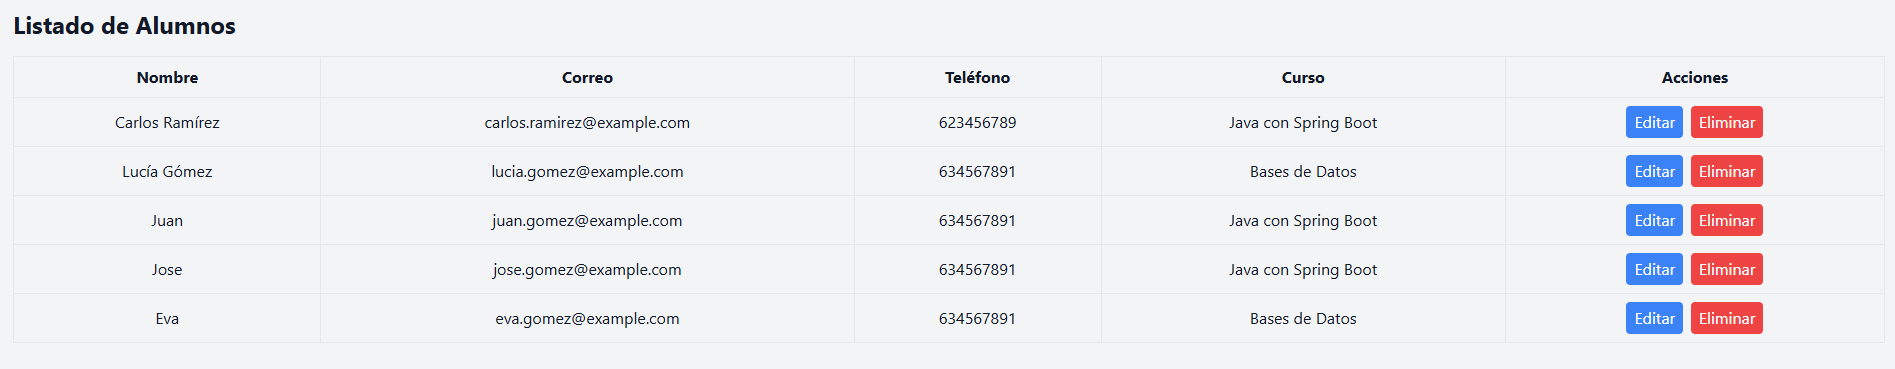 Listado de Alumnos
Nombre Correo Teléfono Curso Acciones
Carlos Ramírez carlos.ramirez@example.com 623456789 Java con Spring Boot Editar Eliminar
Lucía Gómez lucia.gomez@example.com 634567891 Bases de Datos Editar Eliminar
Juan juan.gomez@example.com 634567891 Java con Spring Boot Editar Eliminar
Jose jose.gomez@example.com 634567891 Java con Spring Boot Editar Eliminar
Eva eva.gomez@example.com 634567891 Bases de Datos Editar Eliminar